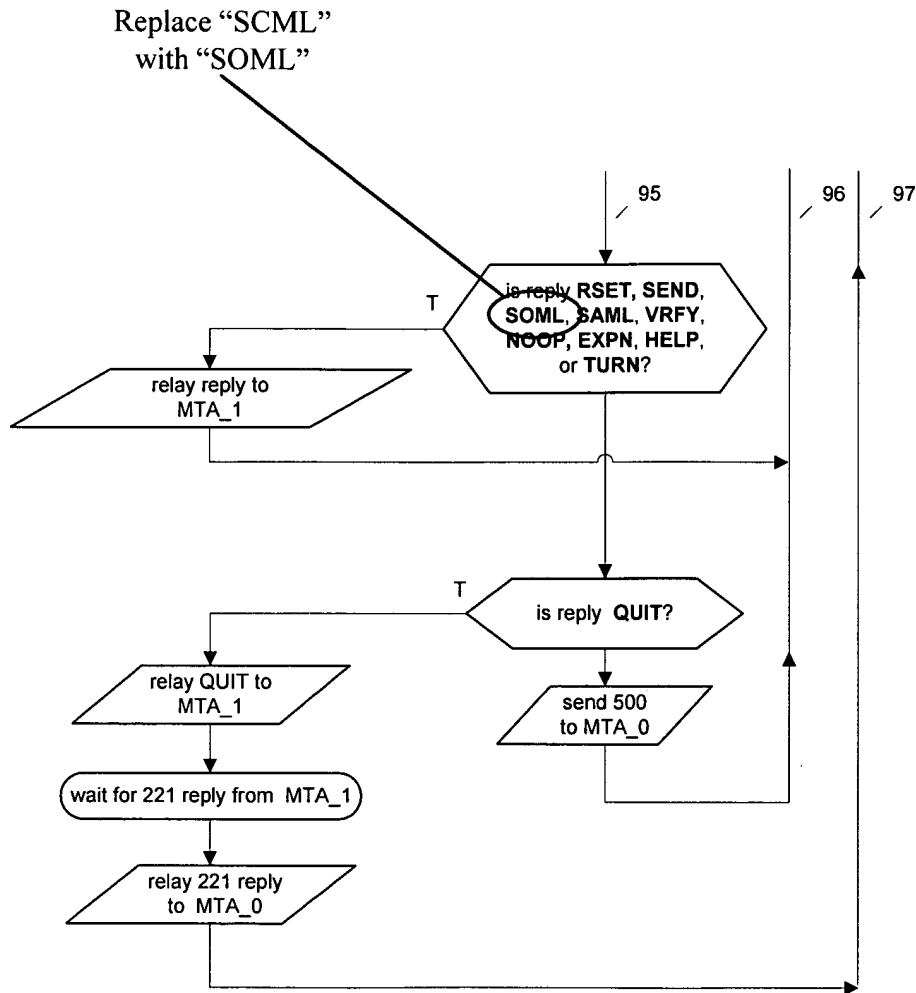 Replace “SCML”
with “SOML”
95
96
97
T
is reply RSET, SEND,
SOML, SAML, VRFY,
NOOP, EXPN, HELP,
or TURN?
relay reply to
MTA_1
T
is reply QUIT?
relay QUIT to
MTA_1
send 500
to MTA_0
wait for 221 reply from MTA_1
relay 221 reply
to MTA_0